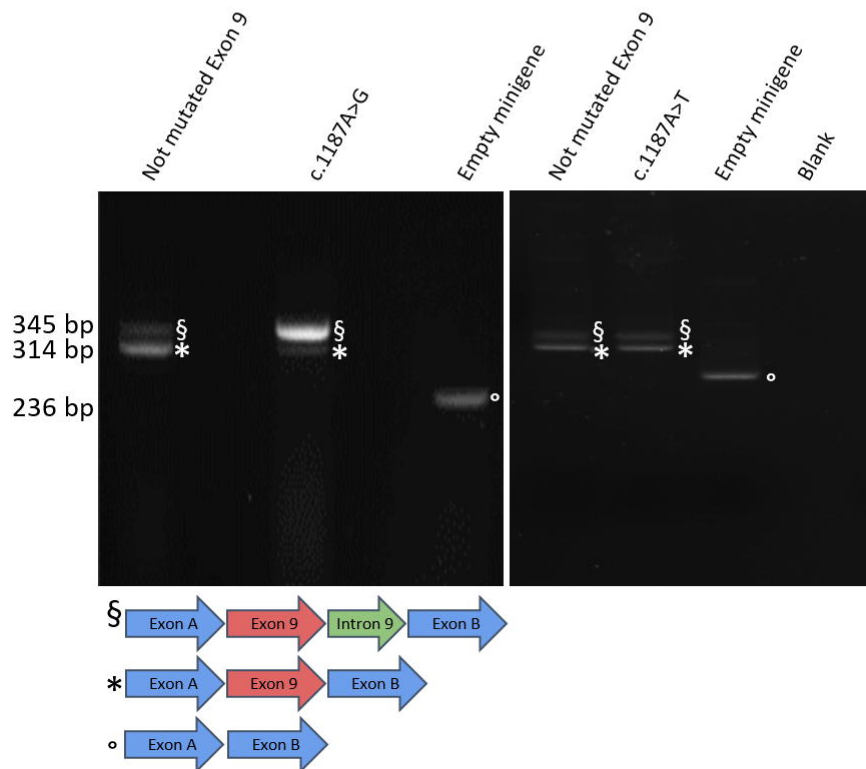 Not mutated Exon 9
c.1187A>G
Empty minigene
Not mutated Exon 9
c.1187A>T
Empty minigene
Blank
345 bp § § § §
314 bp * * * *
236 bp ° °
§ Exon A Exon 9 Intron 9 Exon B
* Exon A Exon 9 Exon B
° Exon A Exon B